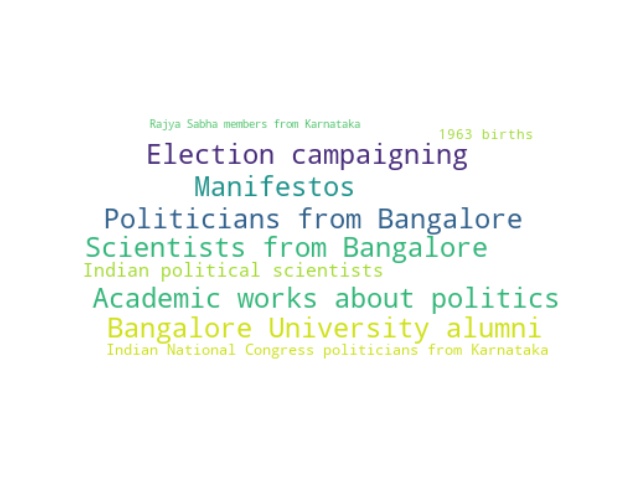 Rajya Sabha members from Karnataka
1963 births
Election campaigning
Manifestos
Politicians from Bangalore
Scientists from Bangalore
Indian political scientists
Academic works about politics
Bangalore University alumni
Indian National Congress politicians from Karnataka